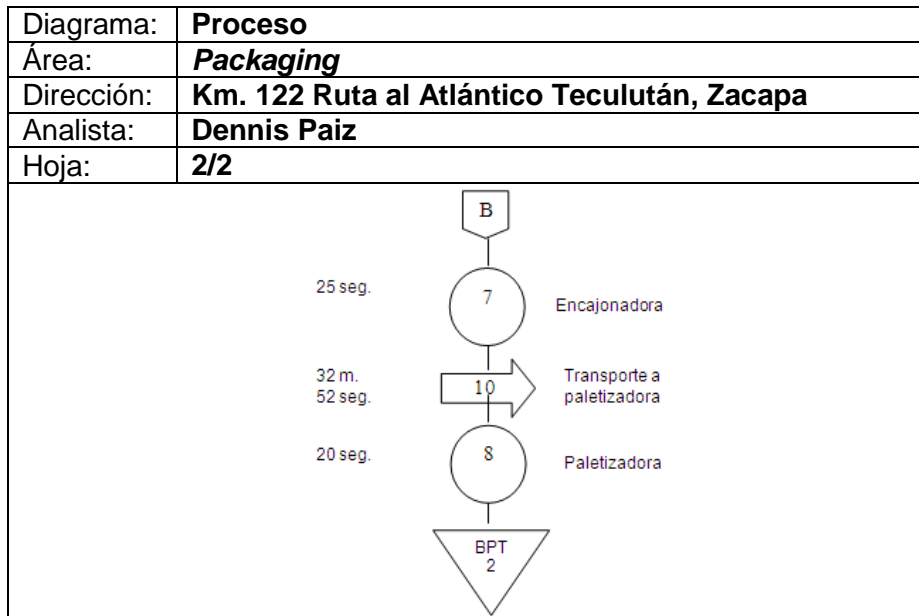 Diagrama: Proceso
Área: Packaging
Dirección: Km. 122 Ruta al Atlántico Teculután, Zacapa
Analista: Dennis Paiz
Hoja: 2/2
B
25 seg.
7
Encajonadora
32 m.
52 seg.
10
Transporte a
paletizadora
20 seg.
8
Paletizadora
BPT
2